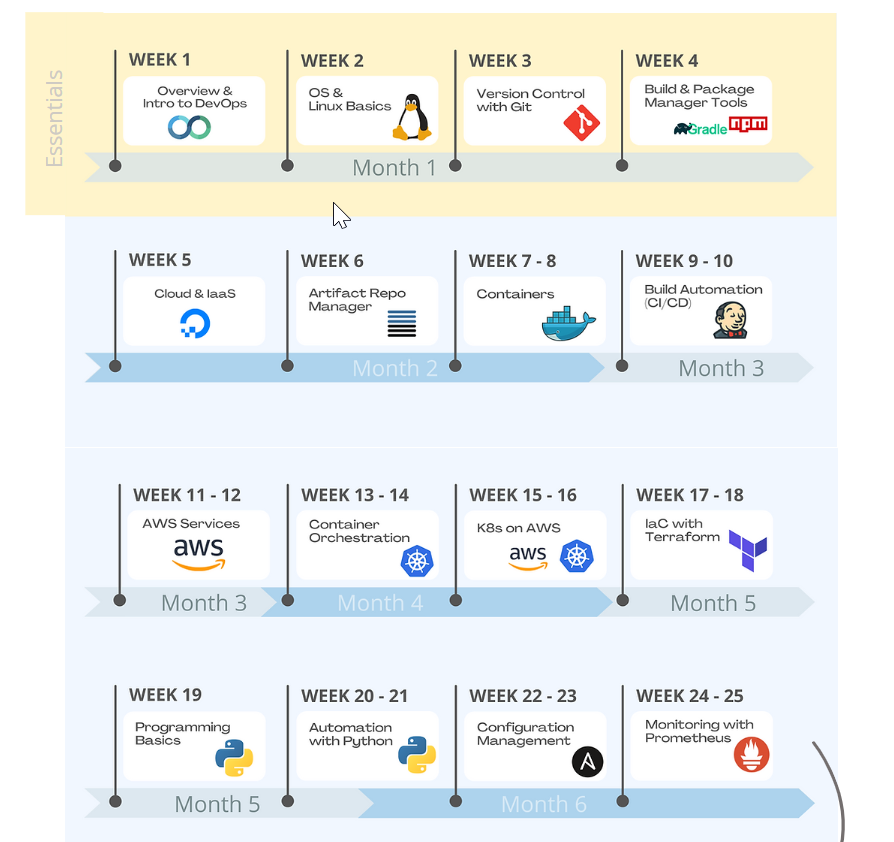 Essentials
WEEK 1
Overview &
Intro to DevOps
WEEK 2
OS &
Linux Basics
WEEK 3
Version Control
with Git
WEEK 4
Build & Package
Manager Tools
Gradle
npm
Month 1
WEEK 5
Cloud & IaaS
WEEK 6
Artifact Repo
Manager
WEEK 7 - 8
Containers
WEEK 9 - 10
Build Automation
(CI/CD)
Month 2
Month 3
WEEK 11 - 12
AWS Services
aws
WEEK 13 - 14
Container
Orchestration
WEEK 15 - 16
K8s on AWS
aws
WEEK 17 - 18
IaC with
Terraform
Month 3
Month 4
Month 5
WEEK 19
Programming
Basics
WEEK 20 - 21
Automation
with Python
WEEK 22 - 23
Configuration
Management
WEEK 24 - 25
Monitoring with
Prometheus
Month 5
Month 6